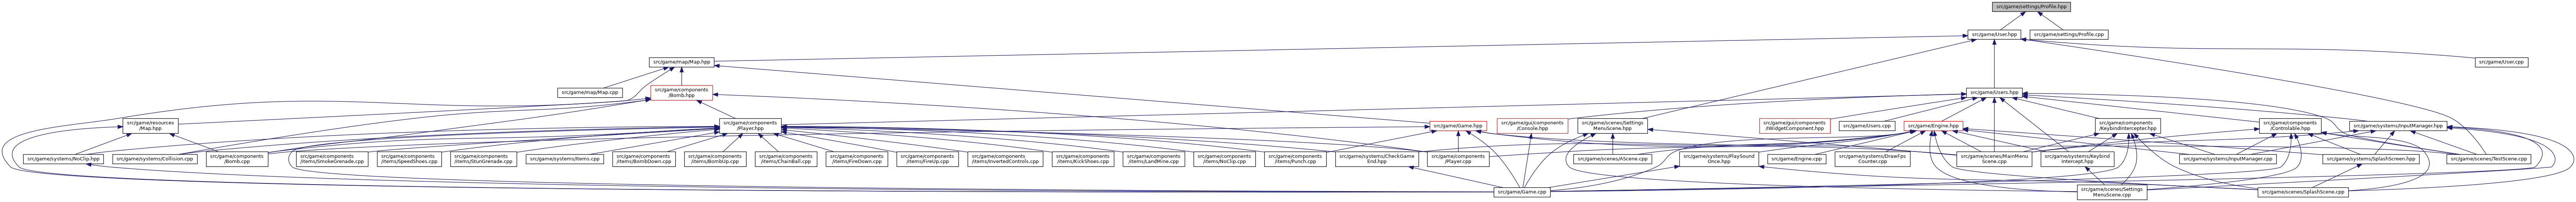 src/game/settings/Profile.hpp
src/game/User.hpp
src/game/settings/Profile.cpp
src/game/map/Map.hpp
src/game/User.cpp
src/game/map/Map.cpp
src/game/components
/Bomb.hpp
src/game/Users.hpp
src/game/resources
/Map.hpp
src/game/components
/Player.hpp
src/game/Game.hpp
src/game/gui/components
/Console.hpp
src/game/scenes/Settings
MenuScene.hpp
src/game/gui/components
/IWidgetComponent.hpp
src/game/Users.cpp
src/game/Engine.hpp
src/game/components
/KeybindIntercepter.hpp
src/game/components
/Controlable.hpp
src/game/systems/InputManager.hpp
src/game/systems/NoClip.hpp
src/game/systems/Collision.cpp
src/game/components
/Bomb.cpp
src/game/components
/items/SmokeGrenade.cpp
src/game/components
/items/SpeedShoes.cpp
src/game/components
/items/StunGrenade.cpp
src/game/systems/Items.cpp
src/game/components
/items/BombDown.cpp
src/game/components
/items/BombUp.cpp
src/game/components
/items/ChainBall.cpp
src/game/components
/items/FireDown.cpp
src/game/components
/items/FireUp.cpp
src/game/components
/items/InvertedControls.cpp
src/game/components
/items/KickShoes.cpp
src/game/components
/items/LandMine.cpp
src/game/components
/items/NoClip.cpp
src/game/components
/items/Punch.cpp
src/game/systems/CheckGame
End.hpp
src/game/components
/Player.cpp
src/game/scenes/AScene.cpp
src/game/systems/PlaySound
Once.hpp
src/game/Engine.cpp
src/game/systems/DrawFps
Counter.cpp
src/game/scenes/MainMenu
Scene.cpp
src/game/systems/Keybind
Intercept.hpp
src/game/systems/InputManager.cpp
src/game/systems/SplashScreen.hpp
src/game/scenes/TestScene.cpp
src/game/Game.cpp
src/game/scenes/Settings
MenuScene.cpp
src/game/scenes/SplashScene.cpp